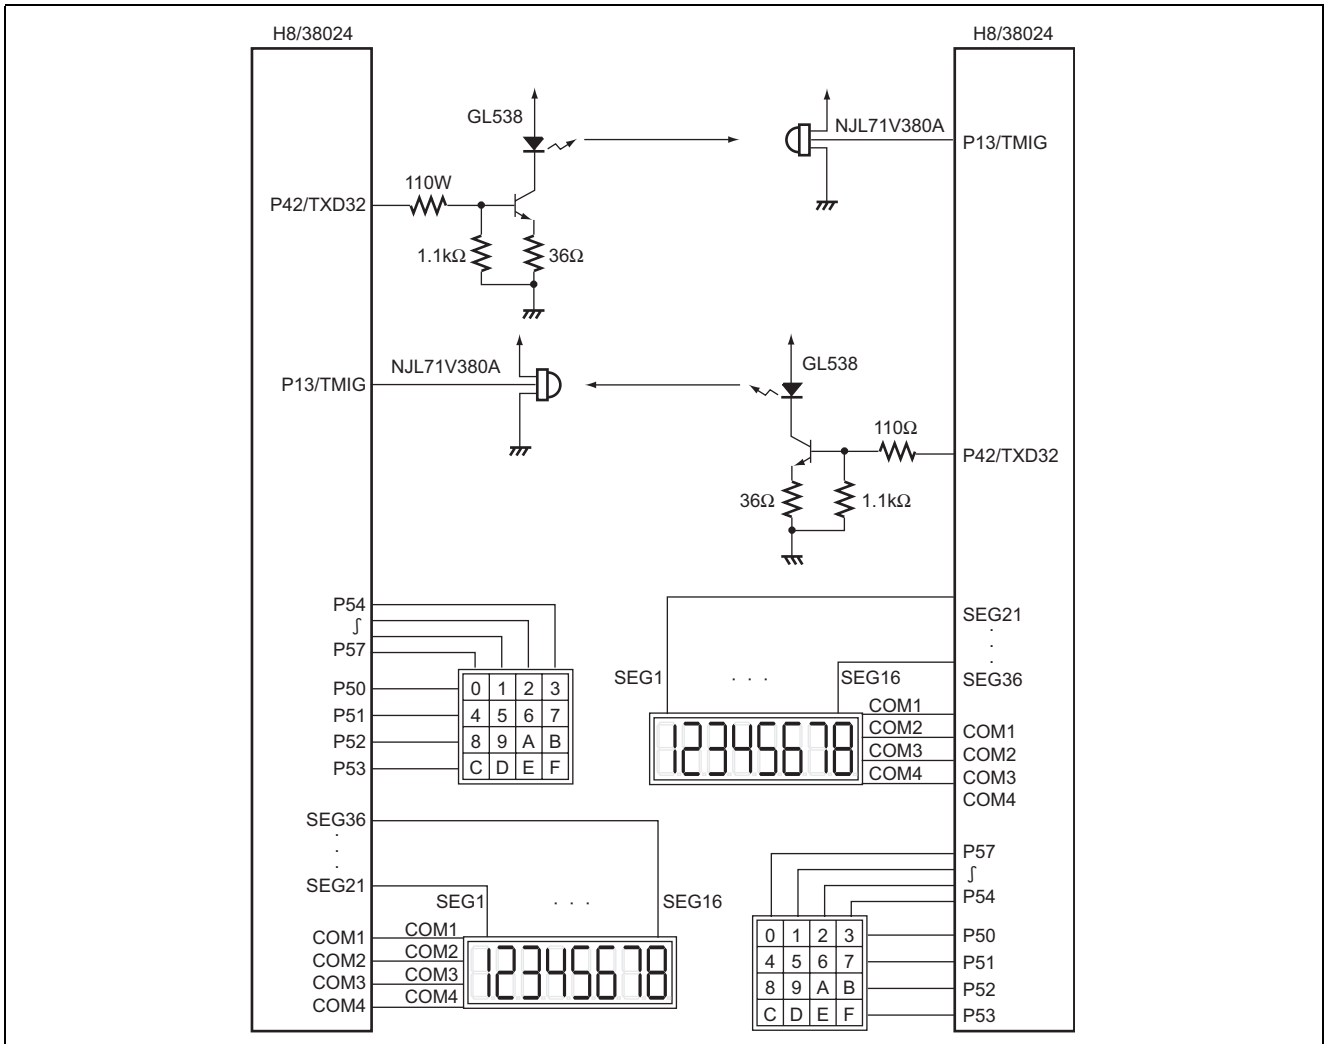 H8/38024
H8/38024
GL538
NJL71V380A
P13/TMIG
110W
P42/TXD32
1.1kΩ
36Ω
NJL71V380A
P13/TMIG
GL538
110Ω
P42/TXD32
36Ω
1.1kΩ
P54
∫
P57
P50
P51
P52
P53
0 1 2 3
4 5 6 7
8 9 A B
C D E F
SEG21
.
.
.
SEG36
SEG1
. . .
SEG16
COM1
COM2
COM3
COM4
12345678
COM1
COM2
COM3
COM4
SEG36
.
.
.
SEG21
SEG1
. . .
SEG16
COM1
COM2
COM3
COM4
COM1
COM2
COM3
COM4
12345678
P57
∫
P54
P50
P51
P52
P53
0 1 2 3
4 5 6 7
8 9 A B
C D E F